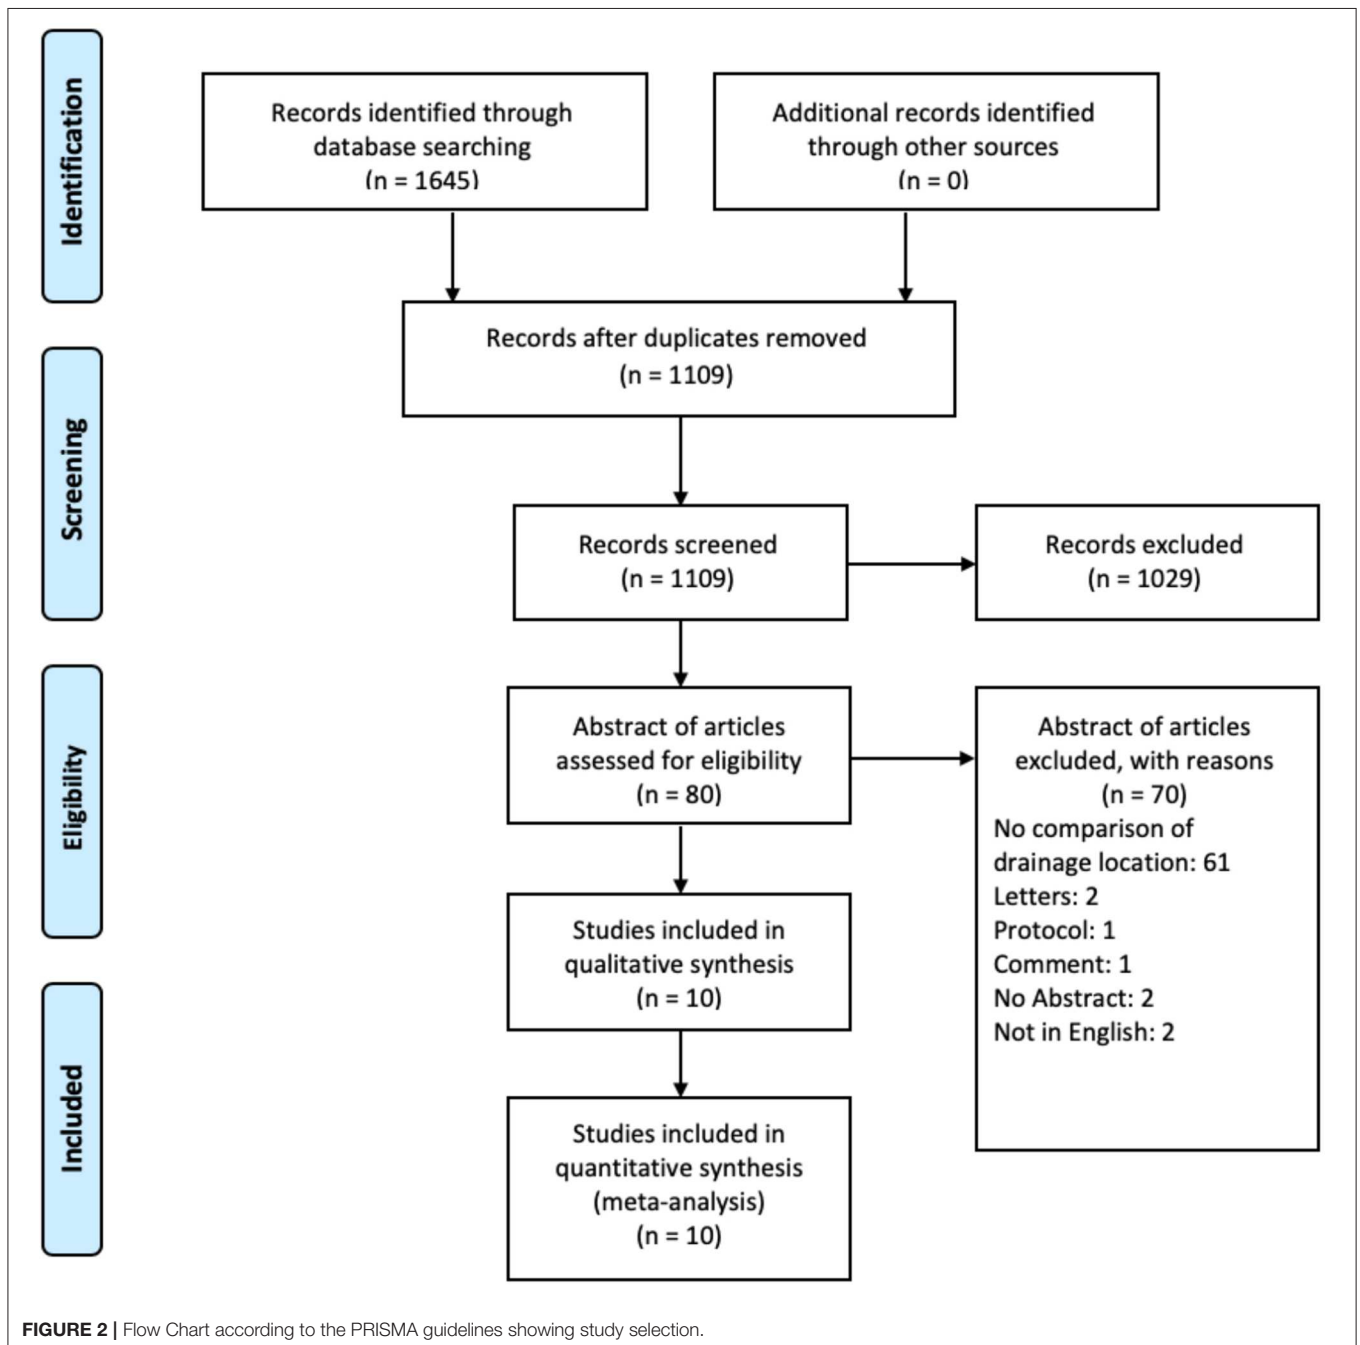 Identification
Records identified through
database searching
(n = 1645)
Additional records identified
through other sources
(n = 0)
Records after duplicates removed
(n = 1109)
Screening
Records screened
(n = 1109)
Records excluded
(n = 1029)
Eligibility
Abstract of articles
assessed for eligibility
(n = 80)
Abstract of articles
excluded, with reasons
(n = 70)
No comparison of
drainage location: 61
Letters: 2
Protocol: 1
Comment: 1
No Abstract: 2
Not in English: 2
Studies included in
qualitative synthesis
(n = 10)
Included
Studies included in
quantitative synthesis
(meta-analysis)
(n = 10)
FIGURE 2 | Flow Chart according to the PRISMA guidelines showing study selection.